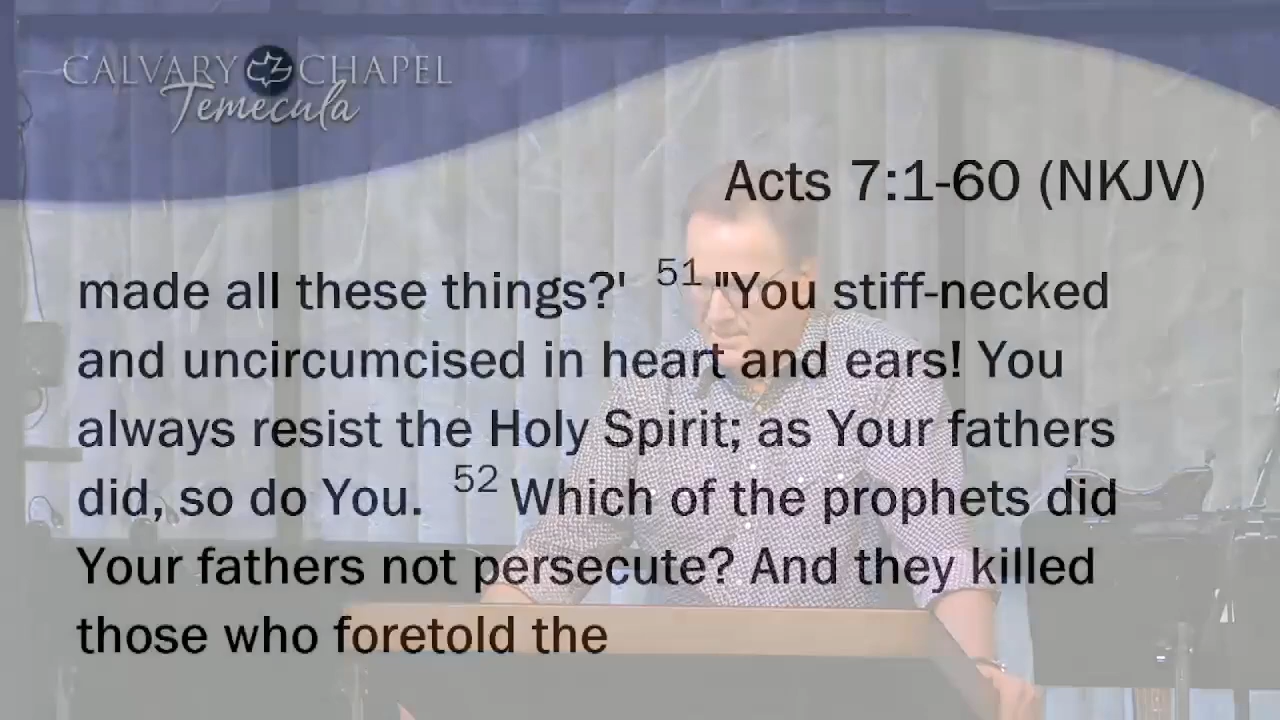 CALVARY CHAPEL
Temecula
Acts 7:1-60 (NKJV)
made all these things?' 51 "You stiff-necked
and uncircumcised in heart and ears! You
always resist the Holy Spirit; as Your fathers
did, so do You. 52 Which of the prophets did
Your fathers not persecute? And they killed
those who foretold the